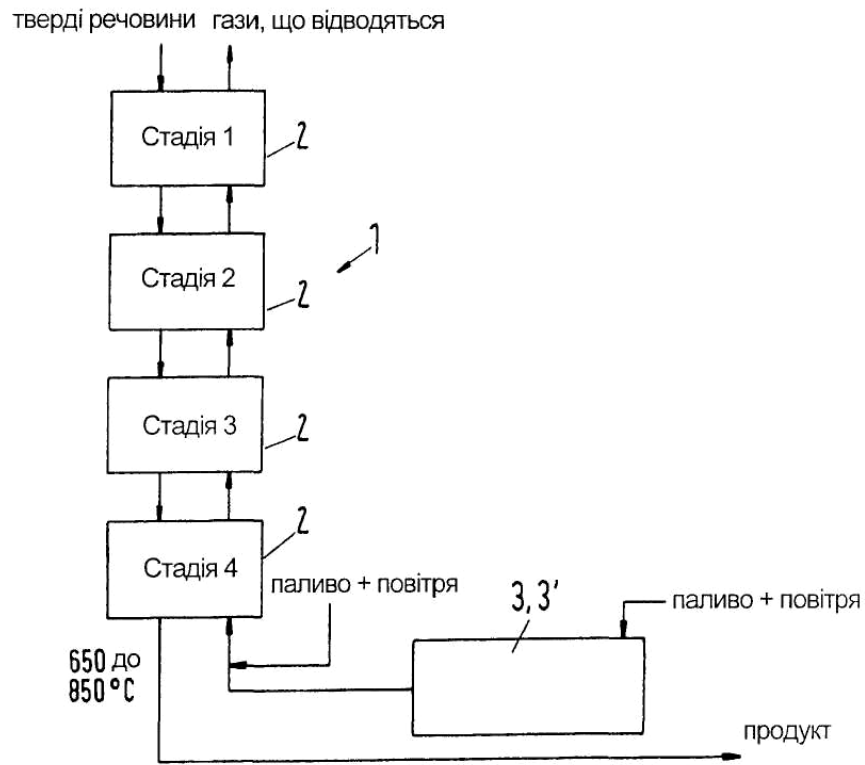 тверді речовини гази, що відводяться
Стадія 1
2
Стадія 2
2
1
Стадія 3
2
Стадія 4
2
паливо + повітря
3, 3'
паливо + повітря
650 до
850°C
продукт